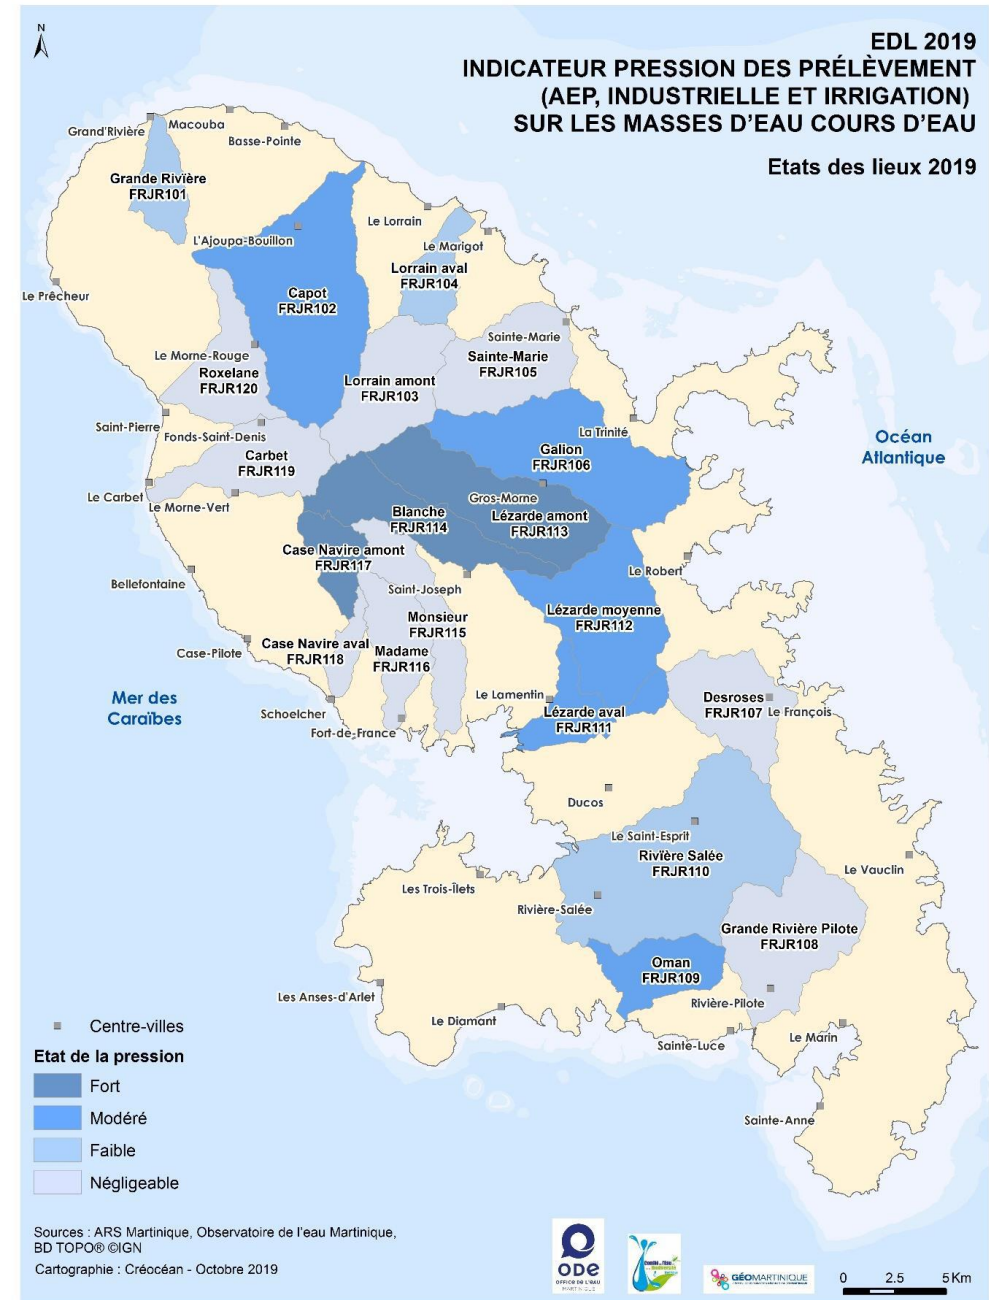 N
EDL 2019
INDICATEUR PRESSION DES PRÉLÈVEMENT
(AEP, INDUSTRIELLE ET IRRIGATION)
SUR LES MASSES D'EAU COURS D'EAU
Etats des lieux 2019
Grand'Rivière
Macouba
Basse-Pointe
Grande Rivière
FRJR101
Le Lorrain
L'Ajoupa-Bouillon
Le Marigot
Lorrain aval
FRJR104
Le Prêcheur
Capot
FRJR102
Sainte-Marie
Le Morne-Rouge
Sainte-Marie
FRJR105
Roxelane
FRJR120
Lorrain amont
FRJR103
Saint-Pierre
Fonds-Saint-Denis
La Trinité
Océan
Atlantique
Carbet
FRJR119
Galion
FRJR106
Le Carbet
Le Morne-Vert
Gros-Morne
Blanche
FRJR114
Lézarde amont
FRJR113
Case Navire amont
FRJR117
Bellefontaine
Le Robert
Saint-Joseph
Lézarde moyenne
FRJR112
Monsieur
FRJR115
Case-Pilote
Case Navire aval
FRJR118
Madame
FRJR116
Mer des
Caraïbes
Le Lamentin
Desroses
FRJR107
Le François
Schoelcher
Lézarde aval
FRJR111
Fort-de-France
Ducos
Le Saint-Esprit
Rivière Salée
FRJR110
Le Vauclin
Les Trois-Îlets
Rivière-Salée
Grande Rivière Pilote
FRJR108
Oman
FRJR109
Les Anses-d'Arlet
Rivière-Pilote
Le Diamant
Le Marin
Sainte-Luce
Sainte-Anne
Centre-villes
Etat de la pression
Fort
Modéré
Faible
Négligeable
Sources : ARS Martinique, Observatoire de l'eau Martinique,
BD TOPO® ©IGN
Cartographie : Créocéan - Octobre 2019
ODE
OFFICE DE L'EAU
MARTINIQUE
GÉOMARTINIQUE
0 2.5 5 Km